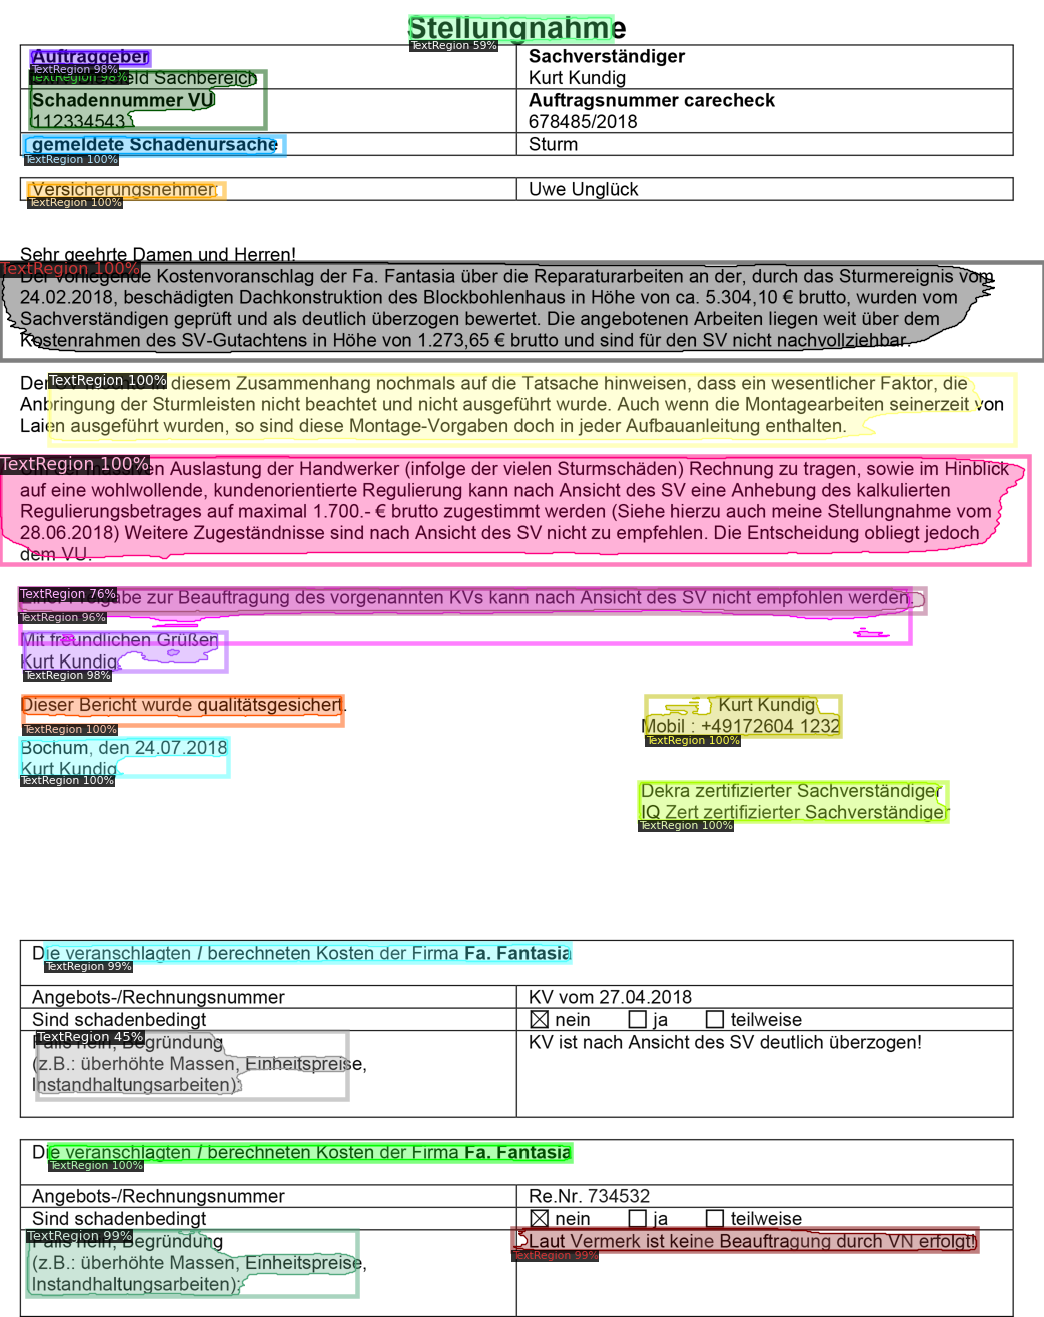 Stellungnahme
TextRegion 59%
Auftraggeber
Sachverständiger
TextRegion 98%
TextRegion 98%
Sachbereich
Kurt Kundig
Schadennummer VU
Auftragsnummer carecheck
112334543
678485/2018
gemeldete Schadenursache
Sturm
TextRegion 100%
Versicherungsnehmer:
Uwe Unglück
TextRegion 100%
Sehr geehrte Damen und Herren!
TextRegion 100%
Der vorliegende Kostenvoranschlag der Fa. Fantasia über die Reparaturarbeiten an der, durch das Sturmereignis vom
24.02.2018, beschädigten Dachkonstruktion des Blockbohlenhaus in Höhe von ca. 5.304,10 € brutto, wurden vom
Sachverständigen geprüft und als deutlich überzogen bewertet. Die angebotenen Arbeiten liegen weit über dem
Kostenrahmen des SV-Gutachtens in Höhe von 1.273,65 € brutto und sind für den SV nicht nachvollziehbar.
TextRegion 100%
Der diesem Zusammenhang nochmals auf die Tatsache hinweisen, dass ein wesentlicher Faktor, die
Anbringung der Sturmleisten nicht beachtet und nicht ausgeführt wurde. Auch wenn die Montagearbeiten seinerzeit von
Laien ausgeführt wurden, so sind diese Montage-Vorgaben doch in jeder Aufbauanleitung enthalten.
TextRegion 100%
Auslastung der Handwerker (infolge der vielen Sturmschäden) Rechnung zu tragen, sowie im Hinblick
auf eine wohlwollende, kundenorientierte Regulierung kann nach Ansicht des SV eine Anhebung des kalkulierten
Regulierungsbetrages auf maximal 1.700.- € brutto zugestimmt werden (Siehe hierzu auch meine Stellungnahme vom
28.06.2018) Weitere Zugeständnisse sind nach Ansicht des SV nicht zu empfehlen. Die Entscheidung obliegt jedoch
dem VU.
TextRegion 76%
Einer Freigabe zur Beauftragung des vorgenannten KVs kann nach Ansicht des SV nicht empfohlen werden.
TextRegion 96%
Mit freundlichen Grüßen
Kurt Kundig
TextRegion 98%
Dieser Bericht wurde qualitätsgesichert.
Kurt Kundig
TextRegion 100%
Mobil : +49172604 1232
TextRegion 100%
Bochum, den 24.07.2018
Kurt Kundig
TextRegion 100%
Dekra zertifizierter Sachverständiger
IQ Zert zertifizierter Sachverständiger
TextRegion 100%
Die veranschlagten / berechneten Kosten der Firma Fa. Fantasia
TextRegion 99%
Angebots-/Rechnungsnummer
KV vom 27.04.2018
Sind schadenbedingt
nein ja teilweise
TextRegion 45%
Falls nein, Begründung
KV ist nach Ansicht des SV deutlich überzogen!
(z.B.: überhöhte Massen, Einheitspreise,
Instandhaltungsarbeiten):
Die veranschlagten / berechneten Kosten der Firma Fa. Fantasia
TextRegion 100%
Angebots-/Rechnungsnummer
Re.Nr. 734532
Sind schadenbedingt
nein ja teilweise
TextRegion 99%
Falls nein, Begründung
Laut Vermerk ist keine Beauftragung durch VN erfolgt!
TextRegion 99%
(z.B.: überhöhte Massen, Einheitspreise,
Instandhaltungsarbeiten):